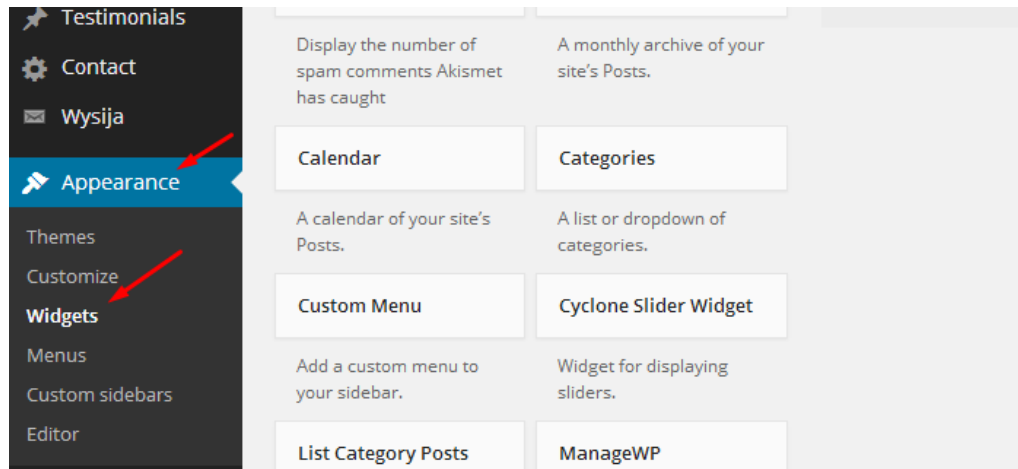 Testimonials
Contact
Wysija
Appearance
Themes
Customize
Widgets
Menus
Custom sidebars
Editor
Display the number of
spam comments Akismet
has caught
A monthly archive of your
site's Posts.
Calendar
Categories
A calendar of your site's
Posts.
A list or dropdown of
categories.
Custom Menu
Cyclone Slider Widget
Add a custom menu to
your sidebar.
Widget for displaying
sliders.
List Category Posts
ManageWP